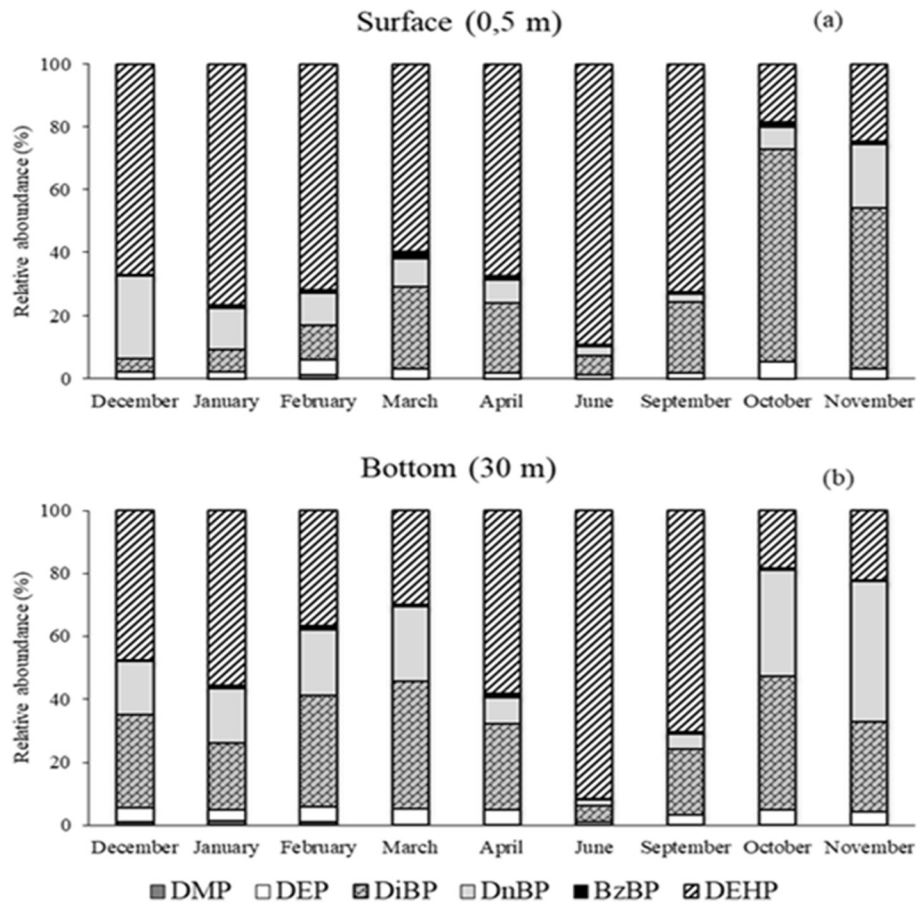 Surface (0,5 m)
(a)
Relative aboundance (%)
100
80
60
40
20
0
December January February March April June September October November
Bottom (30 m)
(b)
Relative aboundance (%)
100
80
60
40
20
0
December January February March April June September October November
DMP DEP DiBP DnBP BzBP DEHP